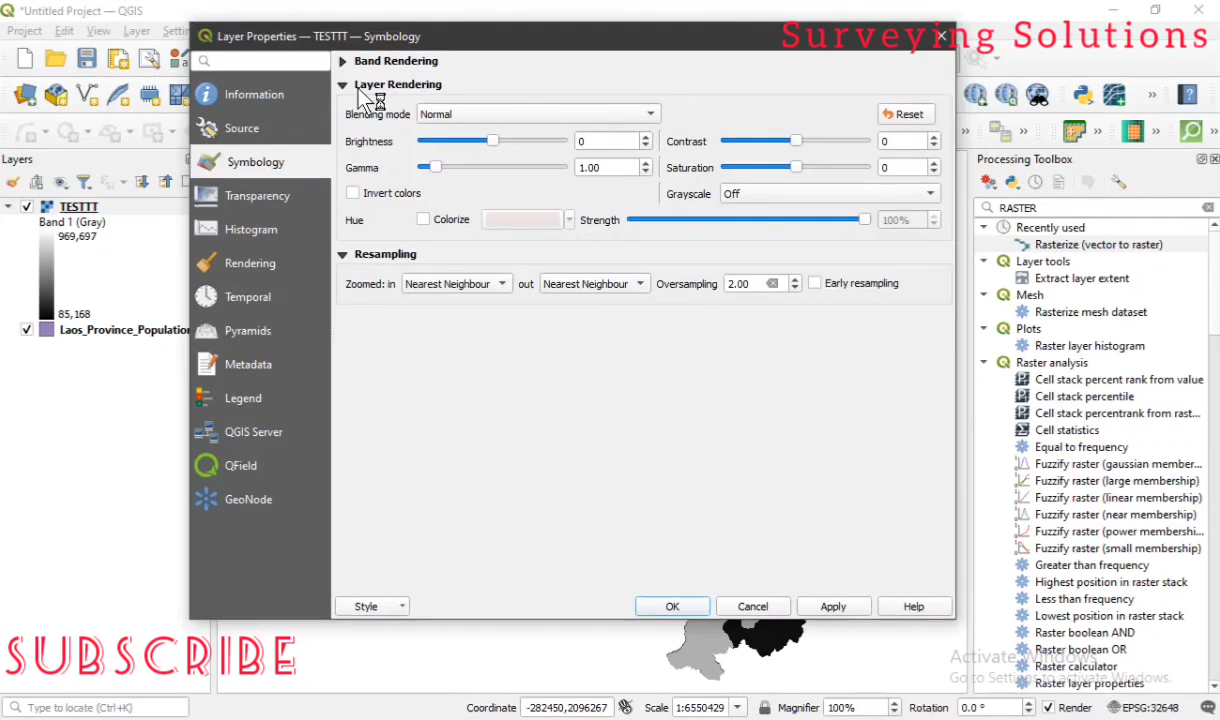 *Untitled Project — QGIS
Project Edit View Layer
Surveying Solutions
Layer Properties — TESTTT — Symbology
Information
Source
Symbology
Transparency
Histogram
Rendering
Temporal
Pyramids
Metadata
Legend
QGIS Server
QField
GeoNode
Band Rendering
Layer Rendering
Blending mode Normal Reset
Brightness 0 Contrast 0
Gamma 1.00 Saturation 0
Invert colors Grayscale Off
Hue Colorize Strength 100%
Resampling
Zoomed: in Nearest Neighbour out Nearest Neighbour Oversampling 2.00 Early resampling
Style OK Cancel Apply Help
Layers
TESTTT
Band 1 (Gray)
969,697
85,168
Laos_Province_Population
Processing Toolbox
RASTER
Recently used
Rasterize (vector to raster)
Layer tools
Extract layer extent
Mesh
Rasterize mesh dataset
Plots
Raster layer histogram
Raster analysis
Cell stack percent rank from value
Cell stack percentile
Cell stack percentrank from rast...
Cell statistics
Equal to frequency
Fuzzify raster (gaussian member...
Fuzzify raster (large membership)
Fuzzify raster (linear membership)
Fuzzify raster (near membership)
Fuzzify raster (power membershi...
Fuzzify raster (small membership)
Greater than frequency
Highest position in raster stack
Less than frequency
Lowest position in raster stack
Raster boolean AND
Raster boolean OR
Raster calculator
Raster layer properties
SUBSCRIBE
Activate Windows
Go to Settings to activate Windows.
Type to locate (Ctrl+K) Coordinate -282450,2096267 Scale 1:6550429 Magnifier 100% Rotation 0.0 ° Render EPSG:32648